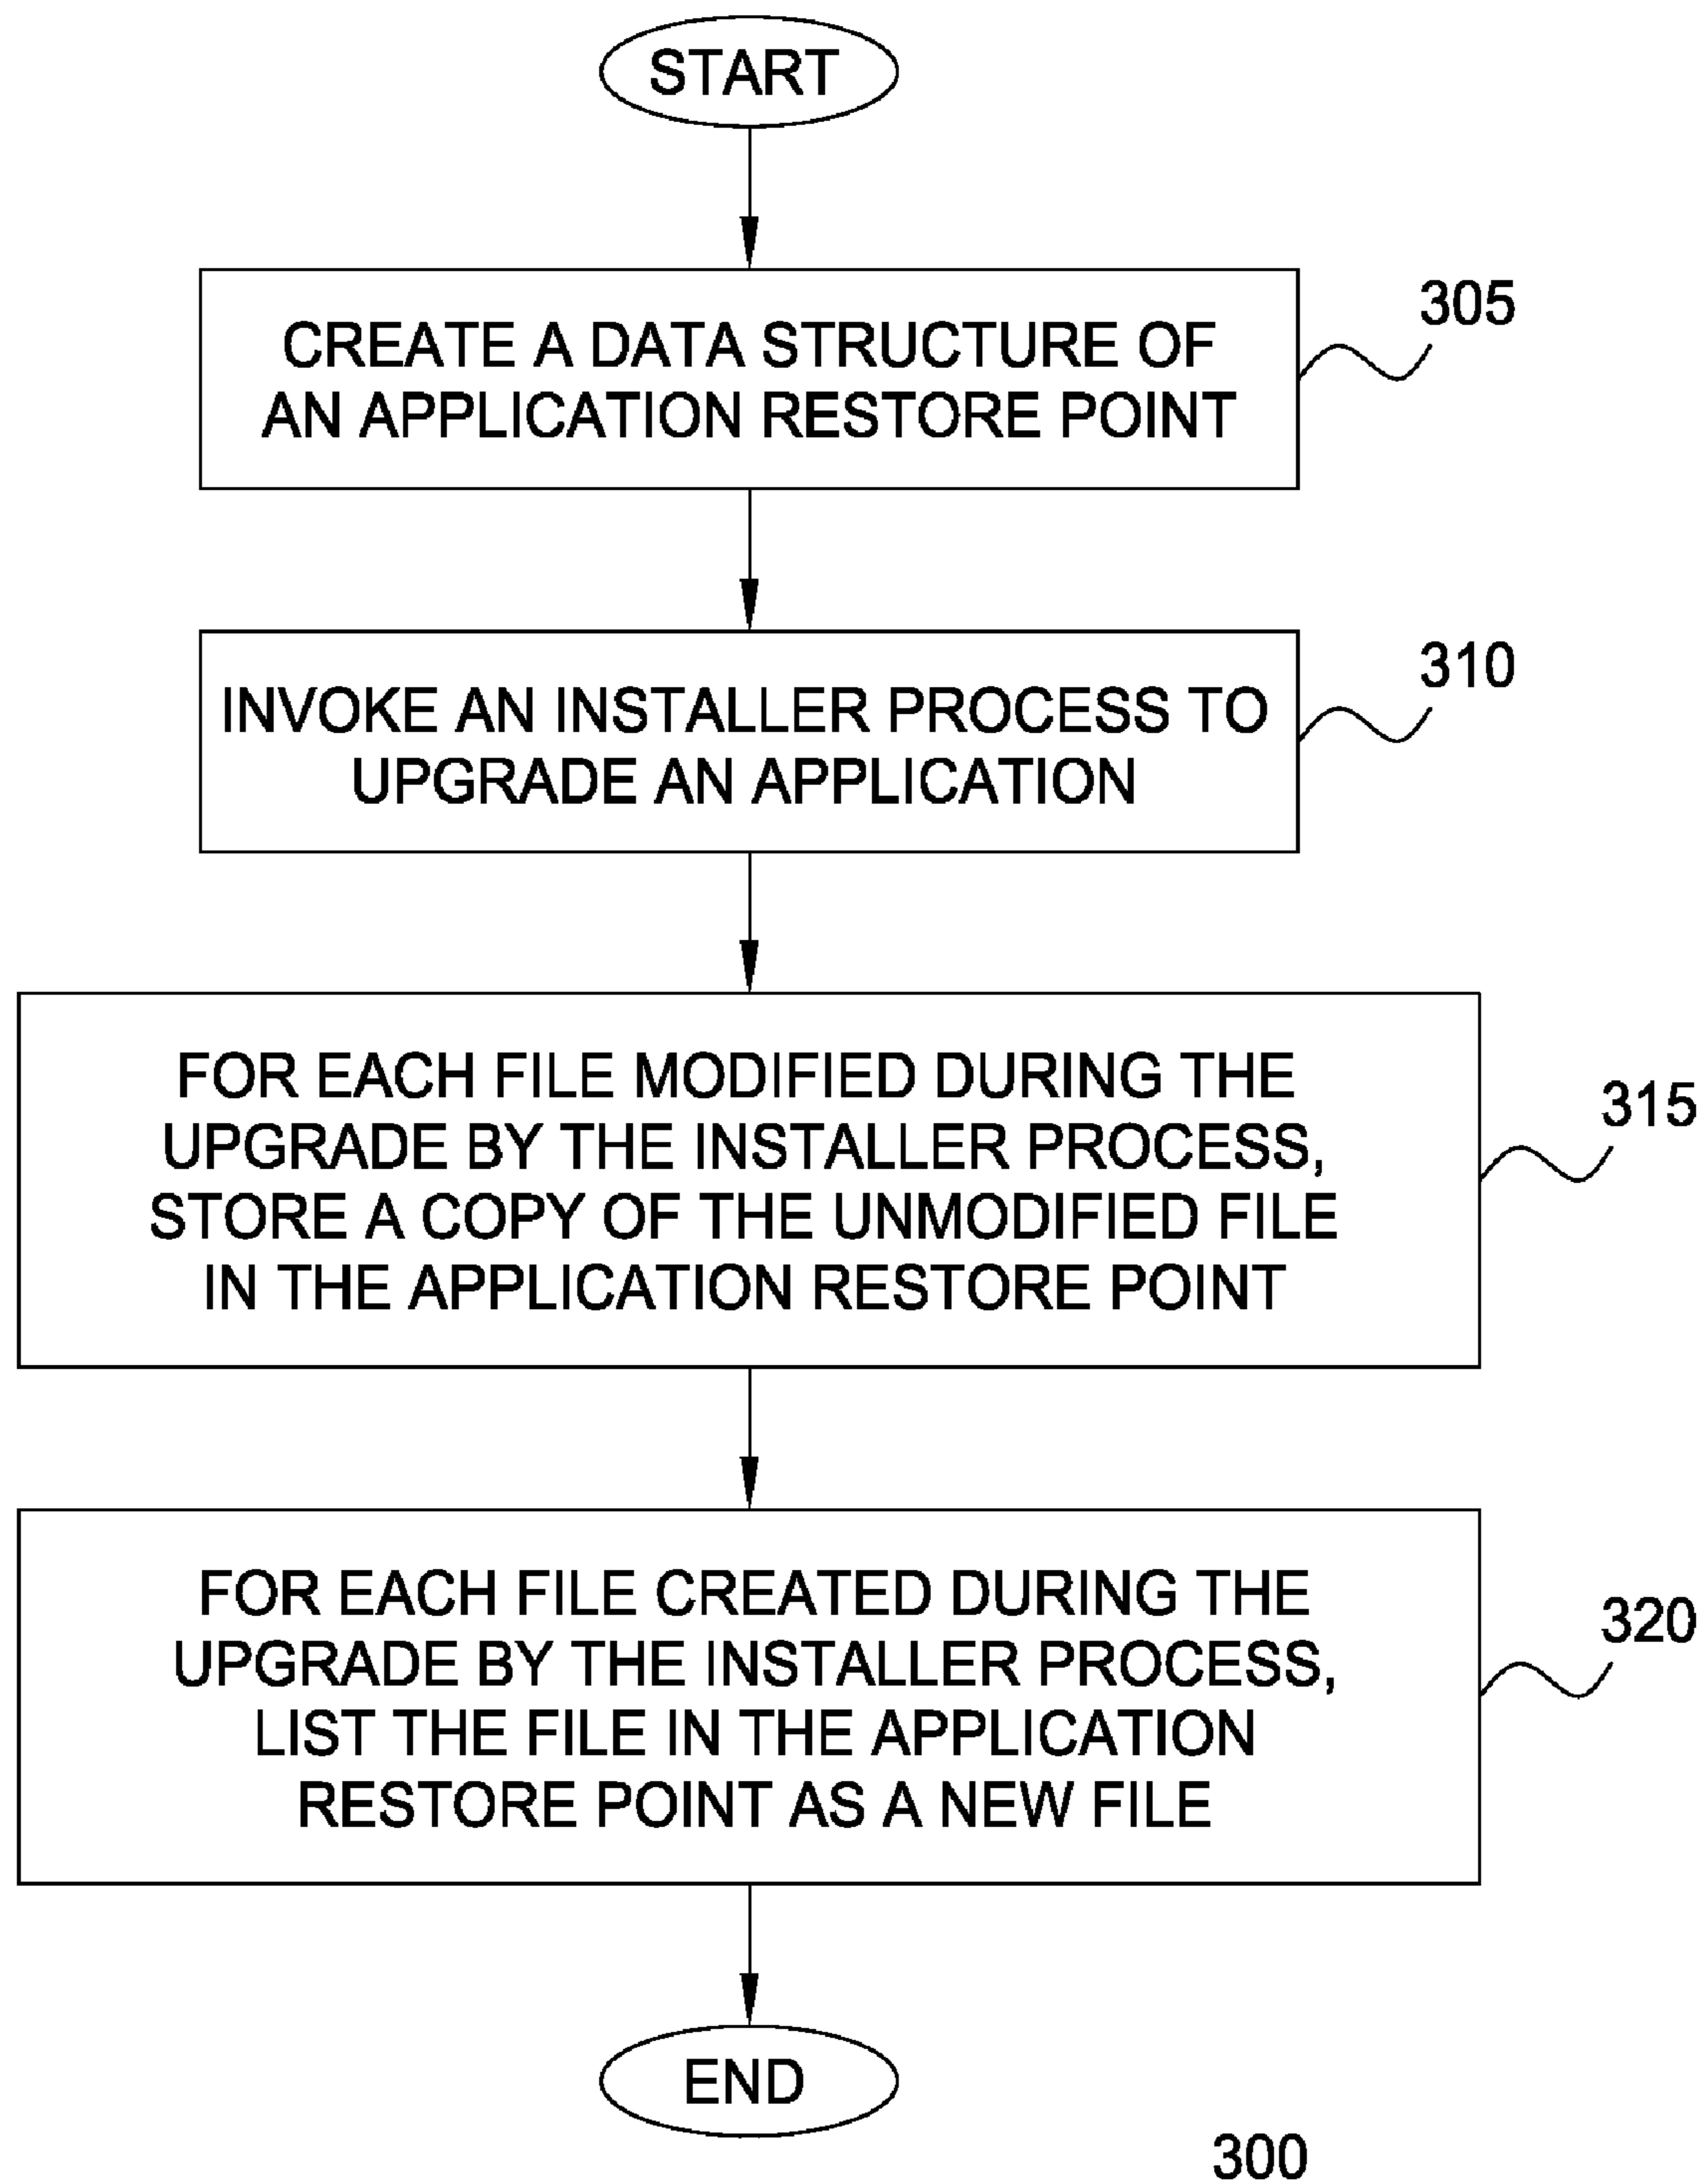 START
CREATE A DATA STRUCTURE OF
AN APPLICATION RESTORE POINT
305
INVOKE AN INSTALLER PROCESS TO
UPGRADE AN APPLICATION
310
FOR EACH FILE MODIFIED DURING THE
UPGRADE BY THE INSTALLER PROCESS,
STORE A COPY OF THE UNMODIFIED FILE
IN THE APPLICATION RESTORE POINT
315
FOR EACH FILE CREATED DURING THE
UPGRADE BY THE INSTALLER PROCESS,
LIST THE FILE IN THE APPLICATION
RESTORE POINT AS A NEW FILE
320
END
300